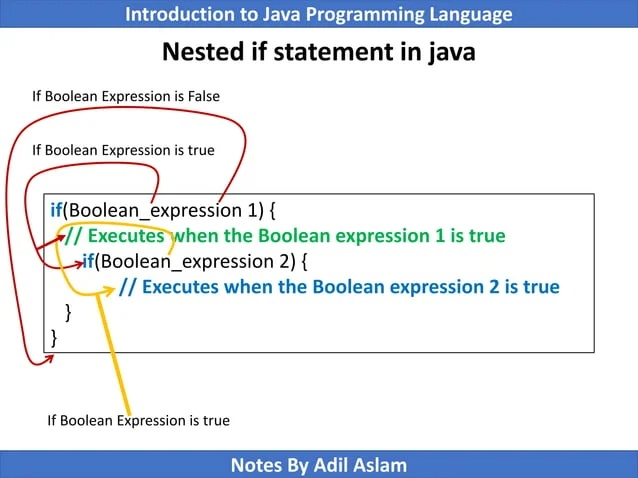 Introduction to Java Programming Language
Nested if statement in java
If Boolean Expression is False
If Boolean Expression is true
if(Boolean_expression 1) {
// Executes when the Boolean expression 1 is true
if(Boolean_expression 2) {
// Executes when the Boolean expression 2 is true
}
}
If Boolean Expression is true
Notes By Adil Aslam